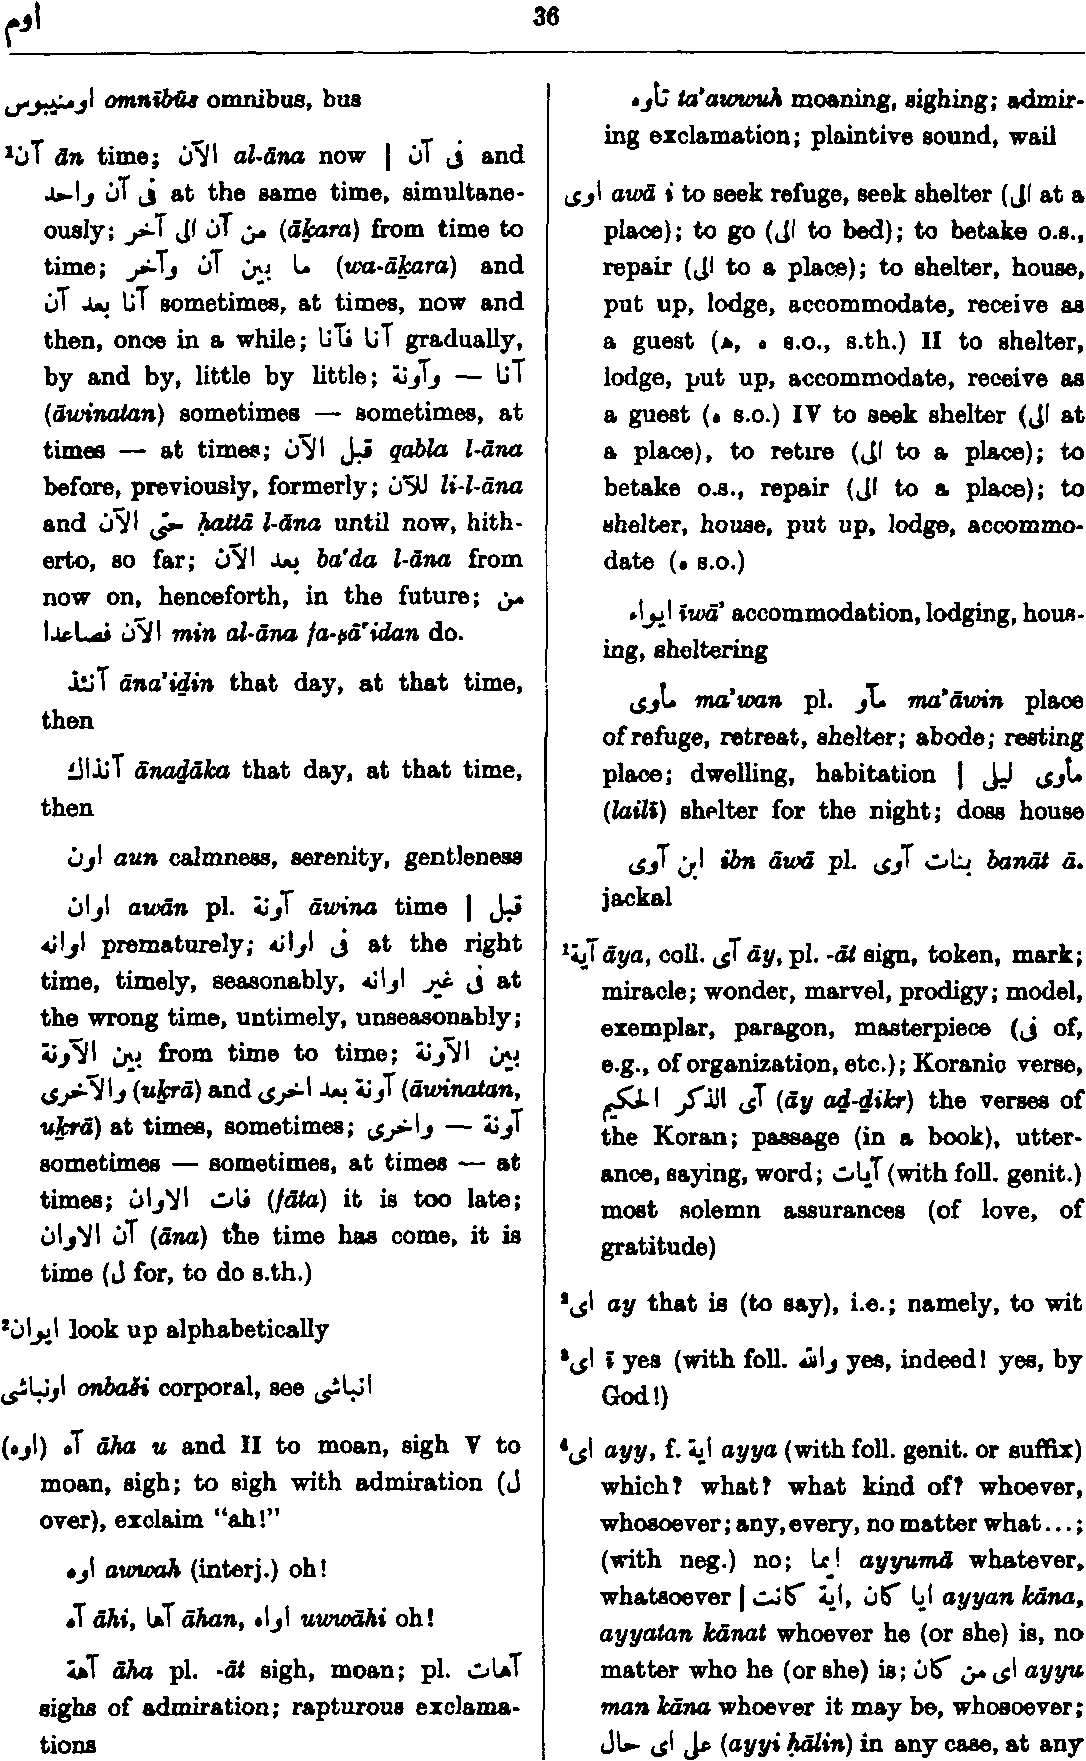 اوم
36
اومنيبوس omnībūs omnibus, bus
¹آن ān time; الآن al-āna now | فى آن and
فى آن واحد at the same time, simultane-
ously; من آن الى آخر (āḵara) from time to
time; ما بين آن وآخر (wa-āḵara) and
آنا بعد آن sometimes, at times, now and
then, once in a while; آنا فآنا gradually,
by and by, little by little; آنا — وآونة
(āwinatan) sometimes — sometimes, at
times — at times; قبل الآن qabla l-āna
before, previously, formerly; للآن li-l-āna
and حتى الآن ḥattā l-āna until now, hith-
erto, so far; بعد الآن ba‘da l-āna from
now on, henceforth, in the future; من
الآن فصاعدا min al-āna fa-ṣā‘idan do.
آنئذ āna’iḏin that day, at that time,
then
آنذاك ānaḏāka that day, at that time,
then
اون aun calmness, serenity, gentleness
اوان awān pl. آونة āwina time | قبل
اوانه prematurely; فى اوانه at the right
time, timely, seasonably, فى غير اوانه at
the wrong time, untimely, unseasonably;
بين الآونة from time to time; بين الآونة
والآخرى (uḵrā) and آونة بعد اخرى (āwinatan,
uḵrā) at times, sometimes; آونة — واخرى
sometimes — sometimes, at times — at
times; فات الاوان (fāta) it is too late;
آن الاوان (āna) the time has come, it is
time (ل for, to do s.th.)
²ايوان look up alphabetically
اونباشى onbaši corporal, see انباشى
(اوه) آه āha u and II to moan, sigh V to
moan, sigh; to sigh with admiration (ل
over), exclaim “ah!”
اوه awwah (interj.) oh!
آه āhi, آها āhan, اواه uwwāhi oh!
آهة āha pl. -āt sigh, moan; pl. آهات
sighs of admiration; rapturous exclama-
tions
تأوه ta’awwuh moaning, sighing; admir-
ing exclamation; plaintive sound, wail
اوى awā i to seek refuge, seek shelter (الى at a
place); to go (الى to bed); to betake o.s.,
repair (الى to a place); to shelter, house,
put up, lodge, accommodate, receive as
a guest (ه, ه s.o., s.th.) II to shelter,
lodge, put up, accommodate, receive as
a guest (ه s.o.) IV to seek shelter (الى at
a place), to retire (الى to a place); to
betake o.s., repair (الى to a place); to
shelter, house, put up, lodge, accommo-
date (ه s.o.)
ايواء īwā’ accommodation, lodging, hous-
ing, sheltering
مأوى ma’wan pl. مآو ma’āwin place
of refuge, retreat, shelter; abode; resting
place; dwelling, habitation | مأوى ليلى
(lailī) shelter for the night; doss house
ابن آوى ibn āwā pl. بنات آوى banāt ā.
jackal
¹آية āya, coll. آى āy, pl. -āt sign, token, mark;
miracle; wonder, marvel, prodigy; model,
exemplar, paragon, masterpiece (فى of,
e.g., of organization, etc.); Koranic verse,
آى الذكر الحكيم (āy aḏ-ḏikr) the verses of
the Koran; passage (in a book), utter-
ance, saying, word; آيات (with foll. genit.)
most solemn assurances (of love, of
gratitude)
²اى ay that is (to say), i.e.; namely, to wit
³اى ī yes (with foll. والله yes, indeed! yes, by
God!)
⁴اى ayy, f. اية ayya (with foll. genit. or suffix)
which? what? what kind of? whoever,
whosoever; any, every, no matter what...;
(with neg.) no; ايما! ayyumā whatever,
whatsoever | ايا كان, اية كانت ayyan kāna,
ayyatan kānat whoever he (or she) is, no
matter who he (or she) is; اى من كان ayyu
man kāna whoever it may be, whosoever;
على اى حال (ayyi ḥālin) in any case, at any